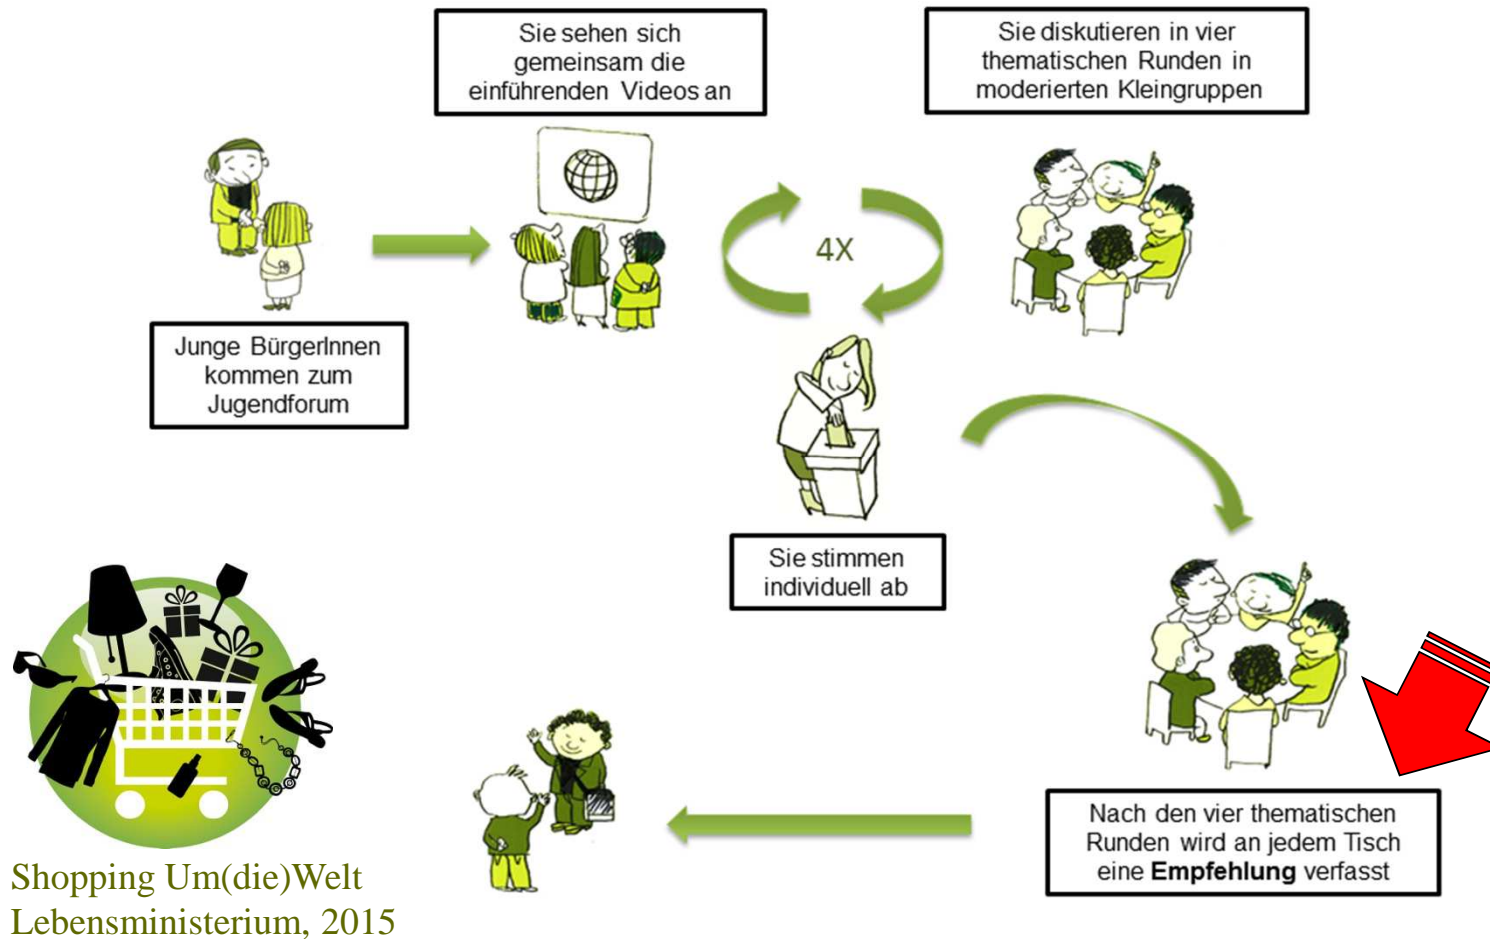 Sie sehen sich
gemeinsam die
einführenden Videos an
Sie diskutieren in vier
thematischen Runden in
moderierten Kleingruppen
4X
Junge BürgerInnen
kommen zum
Jugendforum
Sie stimmen
individuell ab
Nach den vier thematischen
Runden wird an jedem Tisch
eine Empfehlung verfasst
Shopping Um(die)Welt
Lebensministerium, 2015